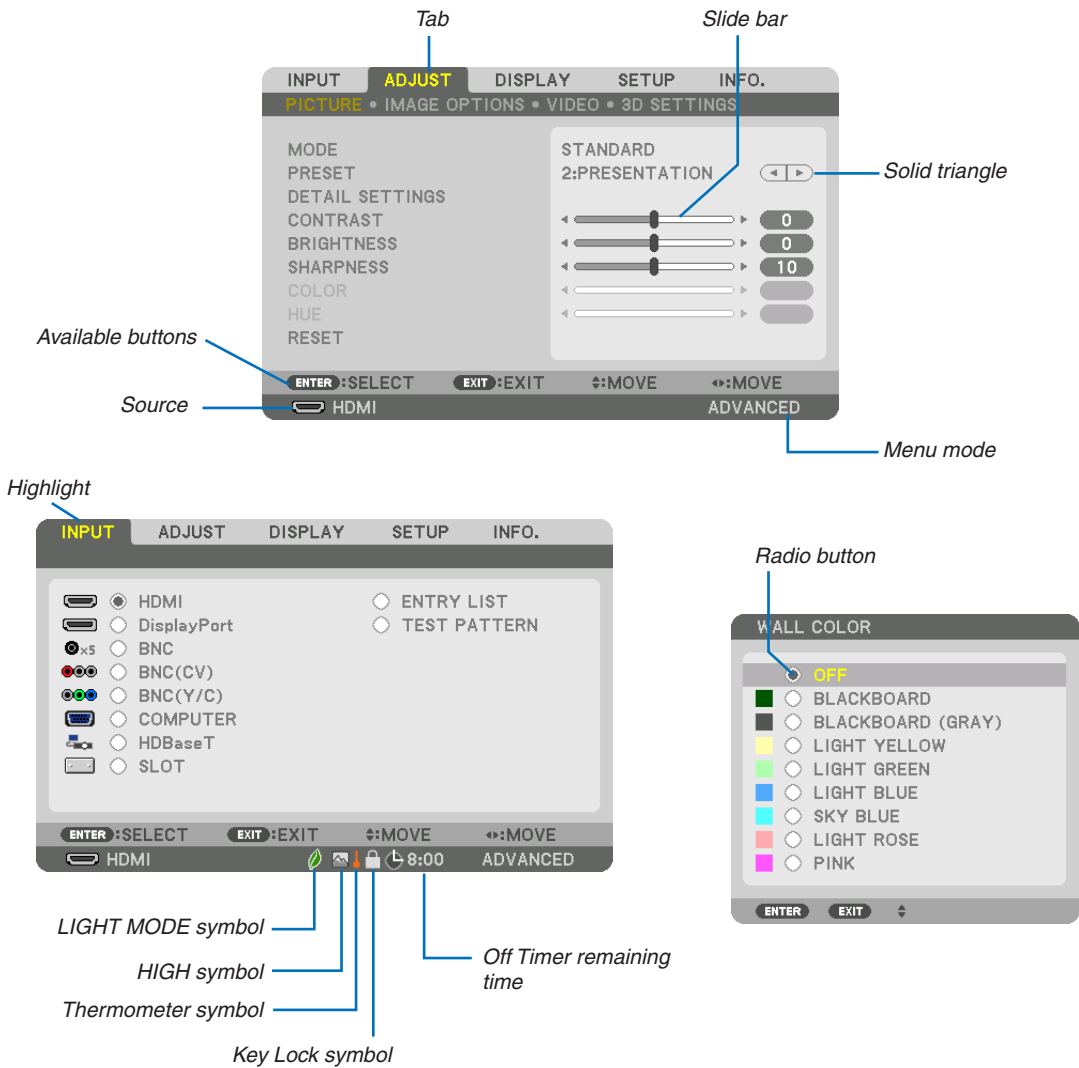 Tab
Slide bar
INPUT ADJUST DISPLAY SETUP INFO.
PICTURE • IMAGE OPTIONS • VIDEO • 3D SETTINGS
MODE STANDARD
PRESET 2:PRESENTATION
Solid triangle
DETAIL SETTINGS
CONTRAST 0
BRIGHTNESS 0
SHARPNESS 10
COLOR
HUE
RESET
Available buttons
ENTER:SELECT EXIT:EXIT :MOVE :MOVE
Source
HDMI ADVANCED
Menu mode
Highlight
INPUT ADJUST DISPLAY SETUP INFO.
HDMI ENTRY LIST
DisplayPort TEST PATTERN
×5 BNC
BNC(CV)
BNC(Y/C)
COMPUTER
HDBaseT
SLOT
ENTER:SELECT EXIT:EXIT :MOVE :MOVE
HDMI 8:00 ADVANCED
LIGHT MODE symbol
HIGH symbol
Thermometer symbol
Key Lock symbol
Off Timer remaining
time
Radio button
WALL COLOR
OFF
BLACKBOARD
BLACKBOARD (GRAY)
LIGHT YELLOW
LIGHT GREEN
LIGHT BLUE
SKY BLUE
LIGHT ROSE
PINK
ENTER EXIT